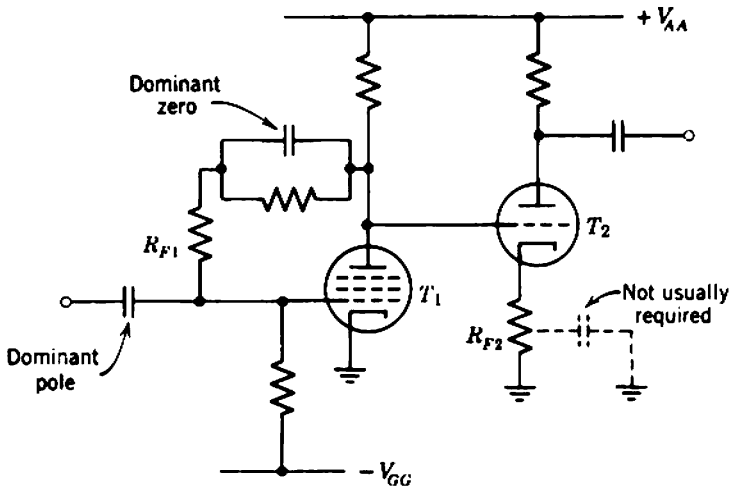 + V_AA
Dominant
zero
R_F1
T_2
T_1
Not usually
required
R_F2
Dominant
pole
- V_GG